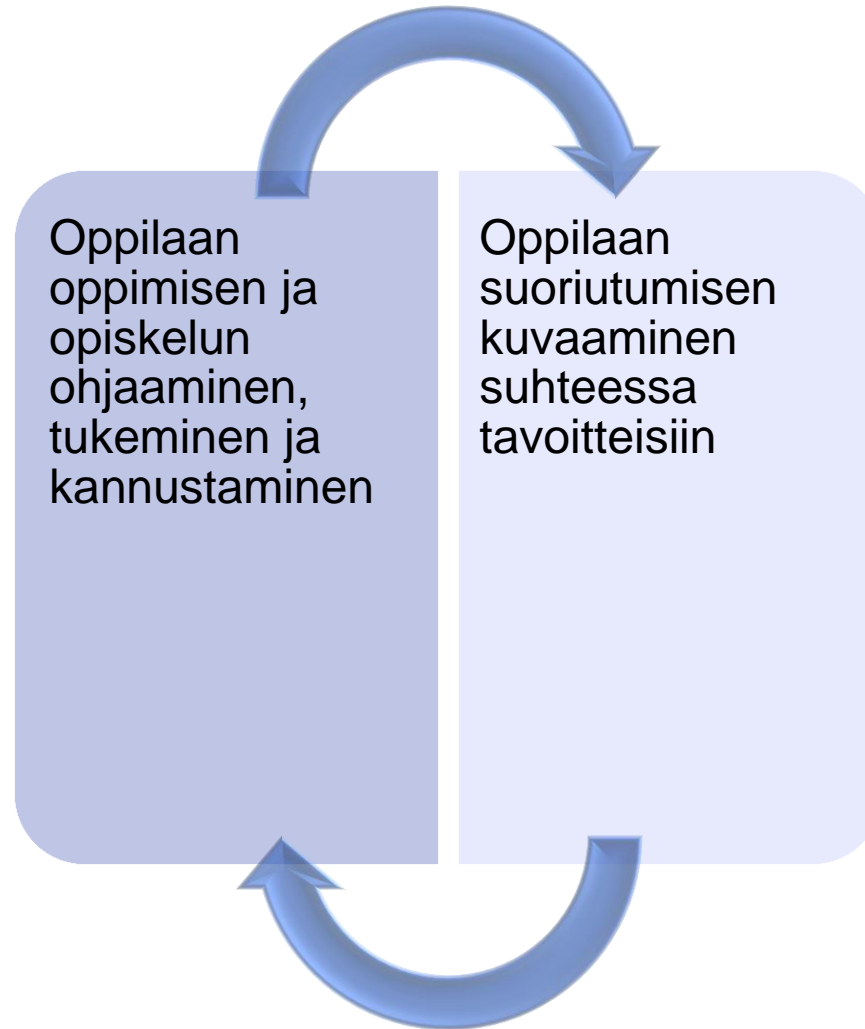 Oppilaan
oppimisen ja
opiskelun
ohjaaminen,
tukeminen ja
kannustaminen
Oppilaan
suoriutumisen
kuvaaminen
suhteessa
tavoitteisiin